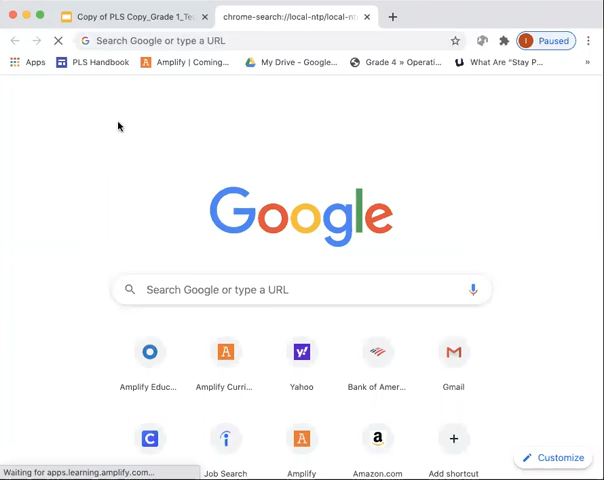 Copy of PLS Copy_Grade 1_Te
chrome-search://local-ntp/local-nt
Search Google or type a URL
I
Paused
Apps
PLS Handbook
A
Amplify | Coming...
My Drive - Google...
Grade 4 » Operati...
What Are "Stay P...
»
Google
Search Google or type a URL
A
y!
Amplify Educ...
Amplify Curri...
Yahoo
Bank of Amer...
Gmail
C
i
A
a
Job Search
Amplify
Amazon.com
Add shortcut
Customize
Waiting for apps.learning.amplify.com...